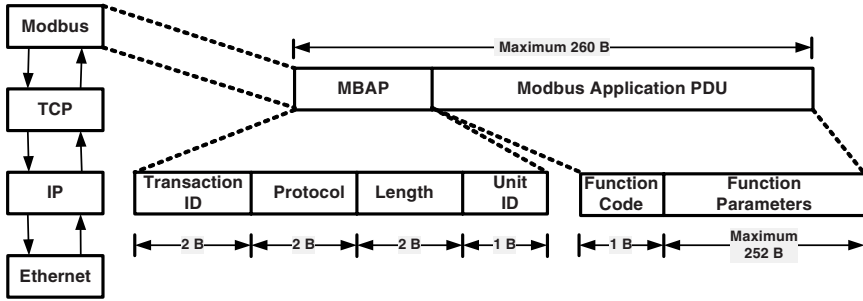 Modbus
TCP
IP
Ethernet
Maximum 260 B
MBAP
Modbus Application PDU
Transaction
ID
Protocol
Length
Unit
ID
Function
Code
Function
Parameters
2 B
2 B
2 B
1 B
1 B
Maximum
252 B